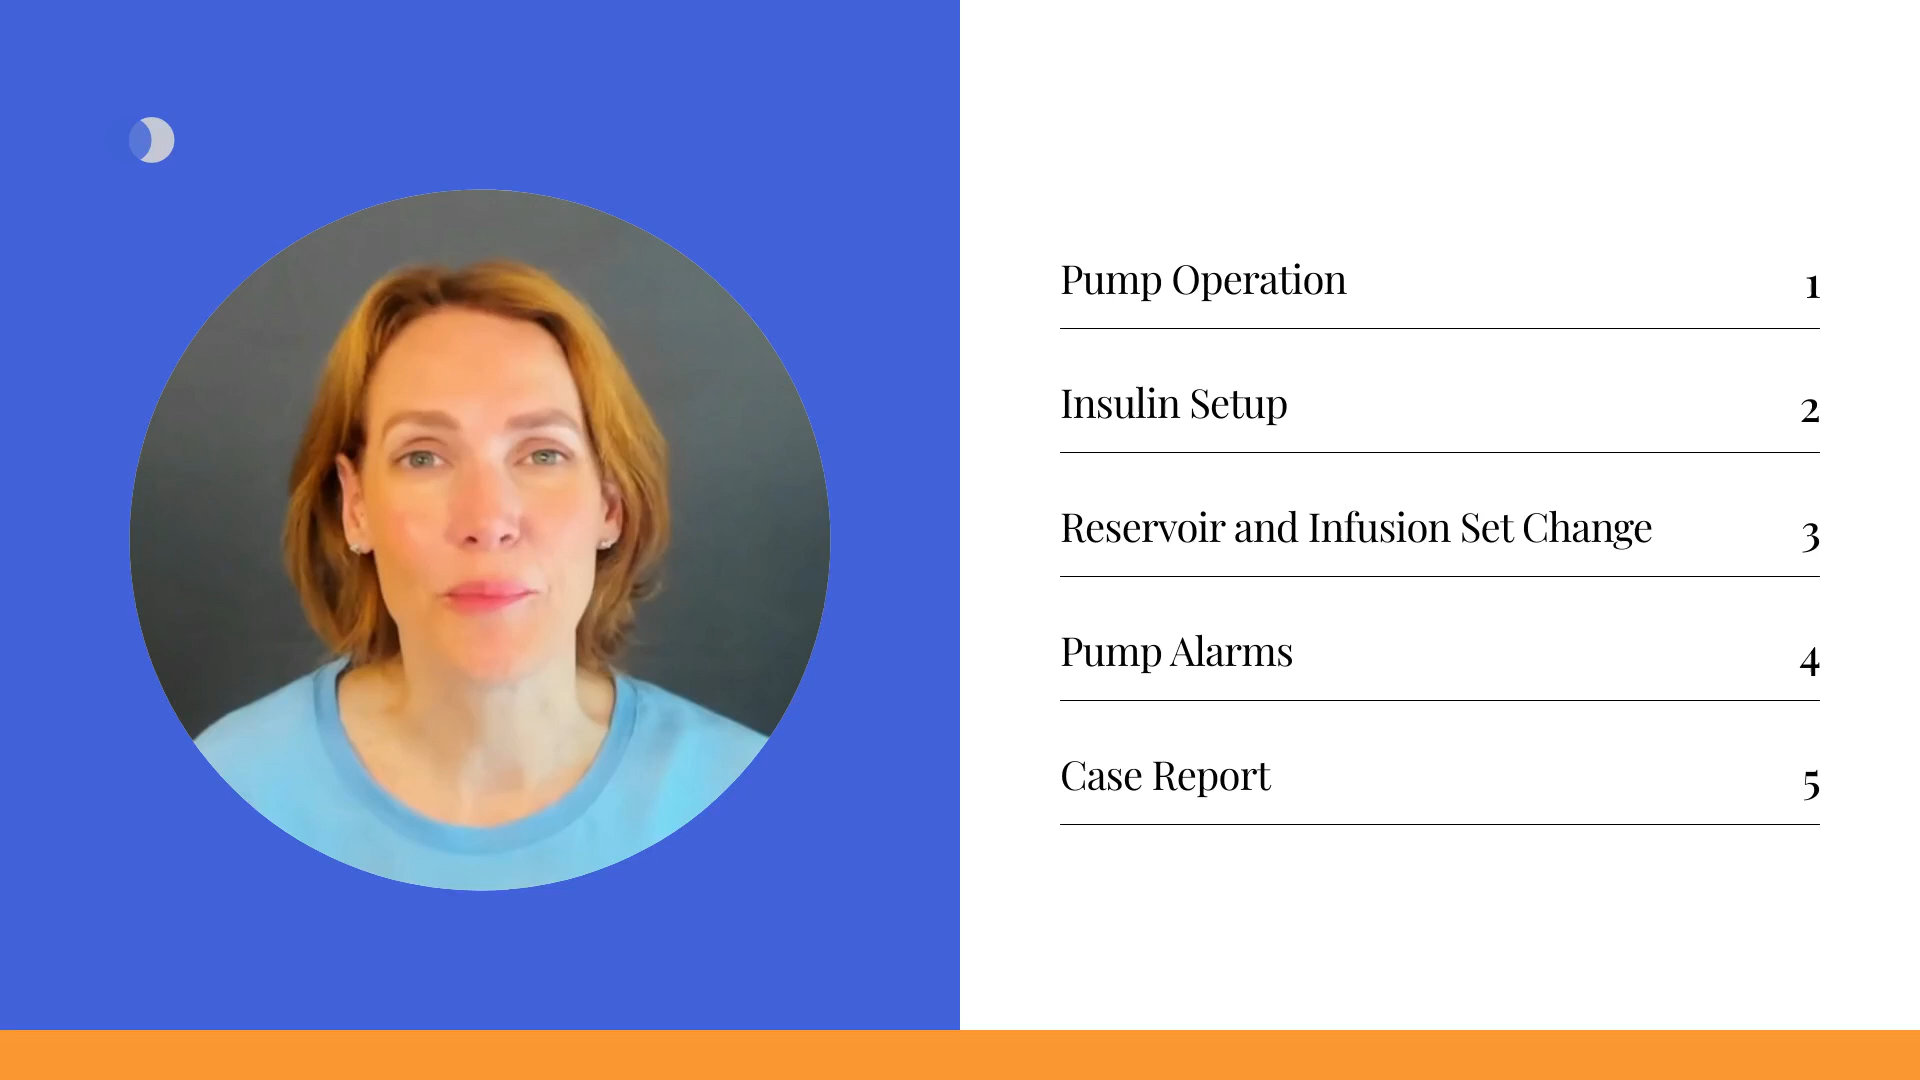 Pump Operation 1
Insulin Setup 2
Reservoir and Infusion Set Change 3
Pump Alarms 4
Case Report 5